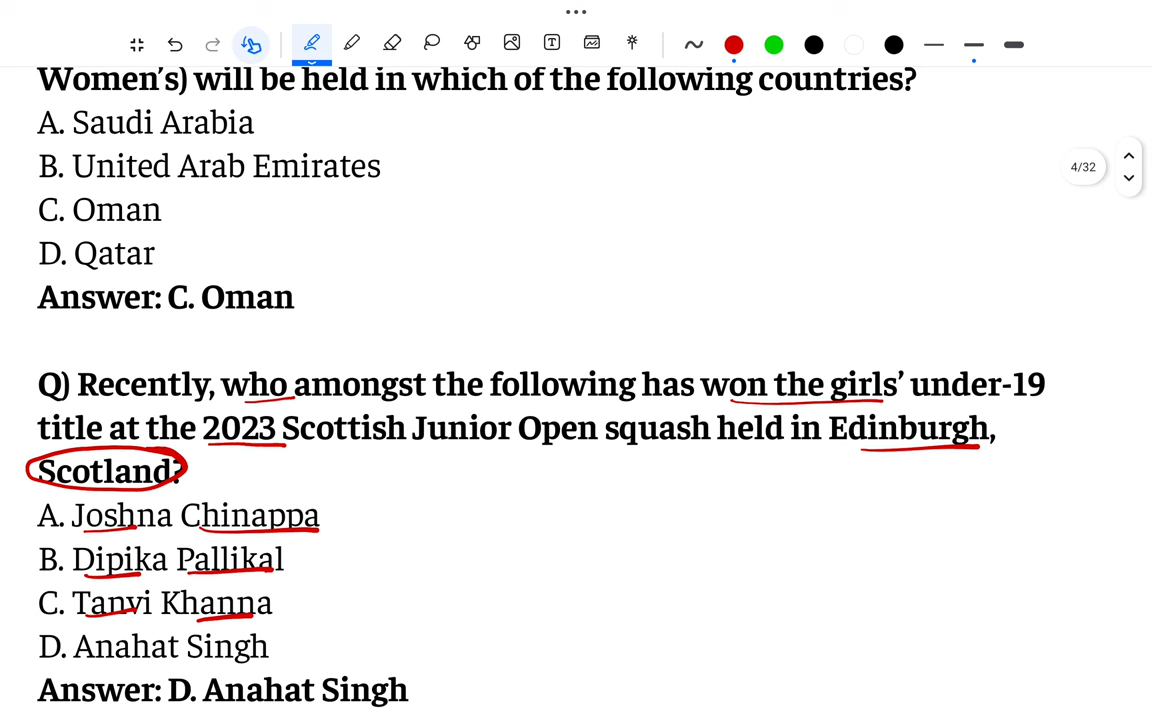 Women's) will be held in which of the following countries?
A. Saudi Arabia
B. United Arab Emirates
4/32
C. Oman
D. Qatar
Answer: C. Oman
Q) Recently, who amongst the following has won the girls' under-19
title at the 2023 Scottish Junior Open squash held in Edinburgh,
Scotland?
A. Joshna Chinappa
B. Dipika Pallikal
C. Tanvi Khanna
D. Anahat Singh
Answer: D. Anahat Singh